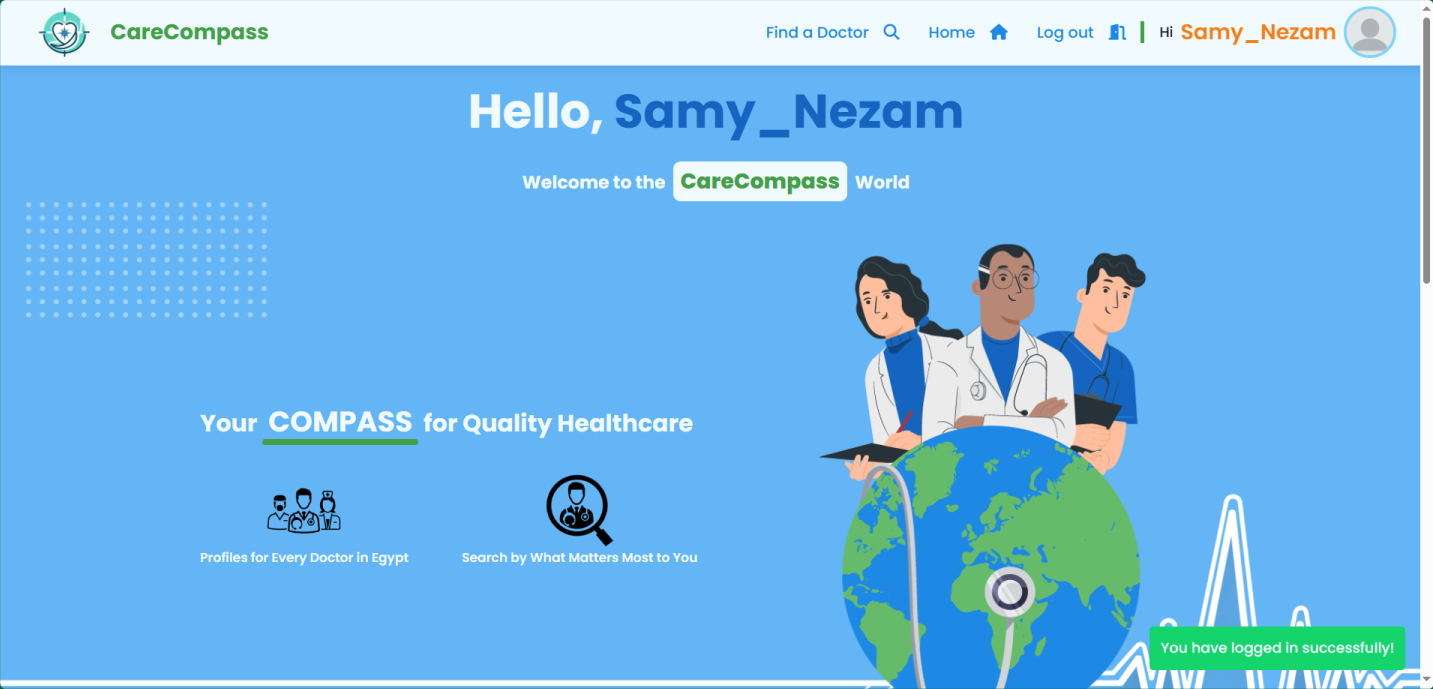 CareCompass
Find a Doctor
Home
Log out
Hi Samy_Nezam
Hello, Samy_Nezam
Welcome to the CareCompass World
Your COMPASS for Quality Healthcare
Profiles for Every Doctor in Egypt
Search by What Matters Most to You
You have logged in successfully!